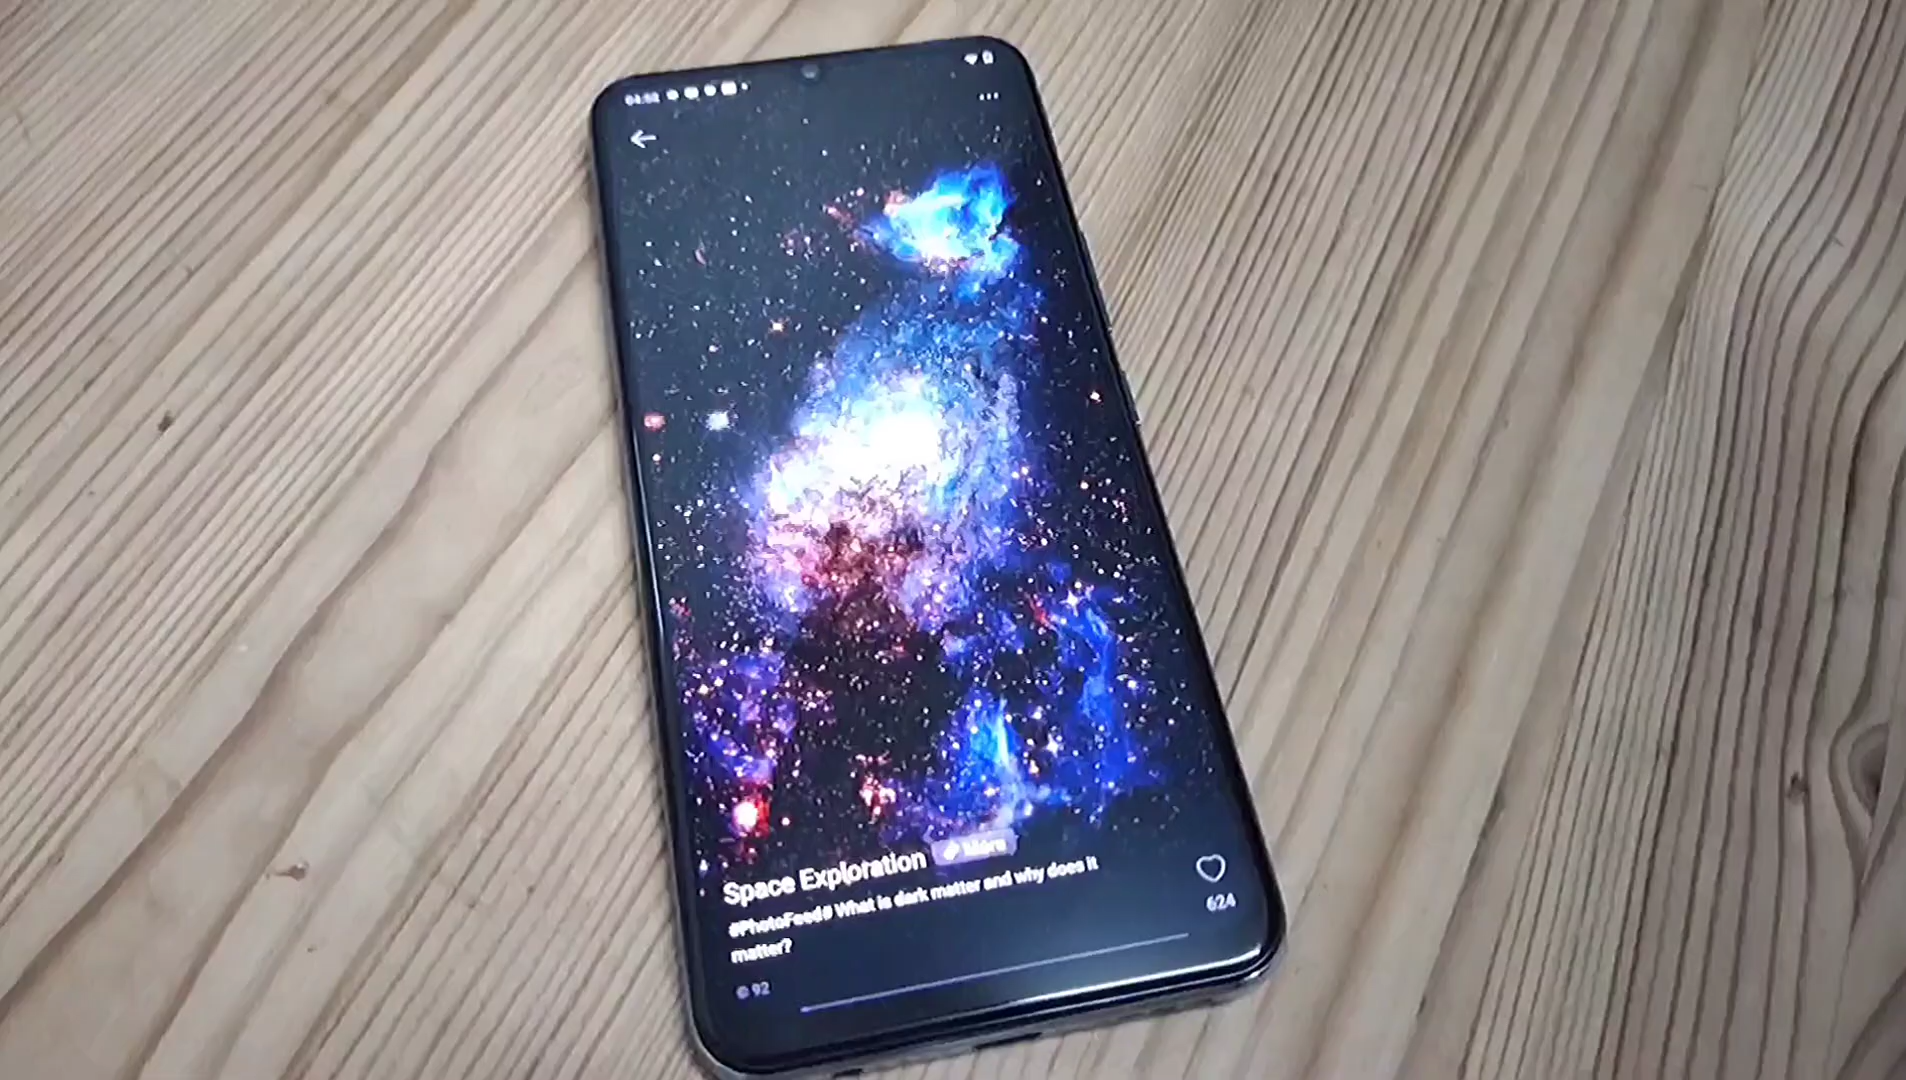 Space Exploration More
#PhotoFeed# What is dark matter and why does it
matter?
624
92